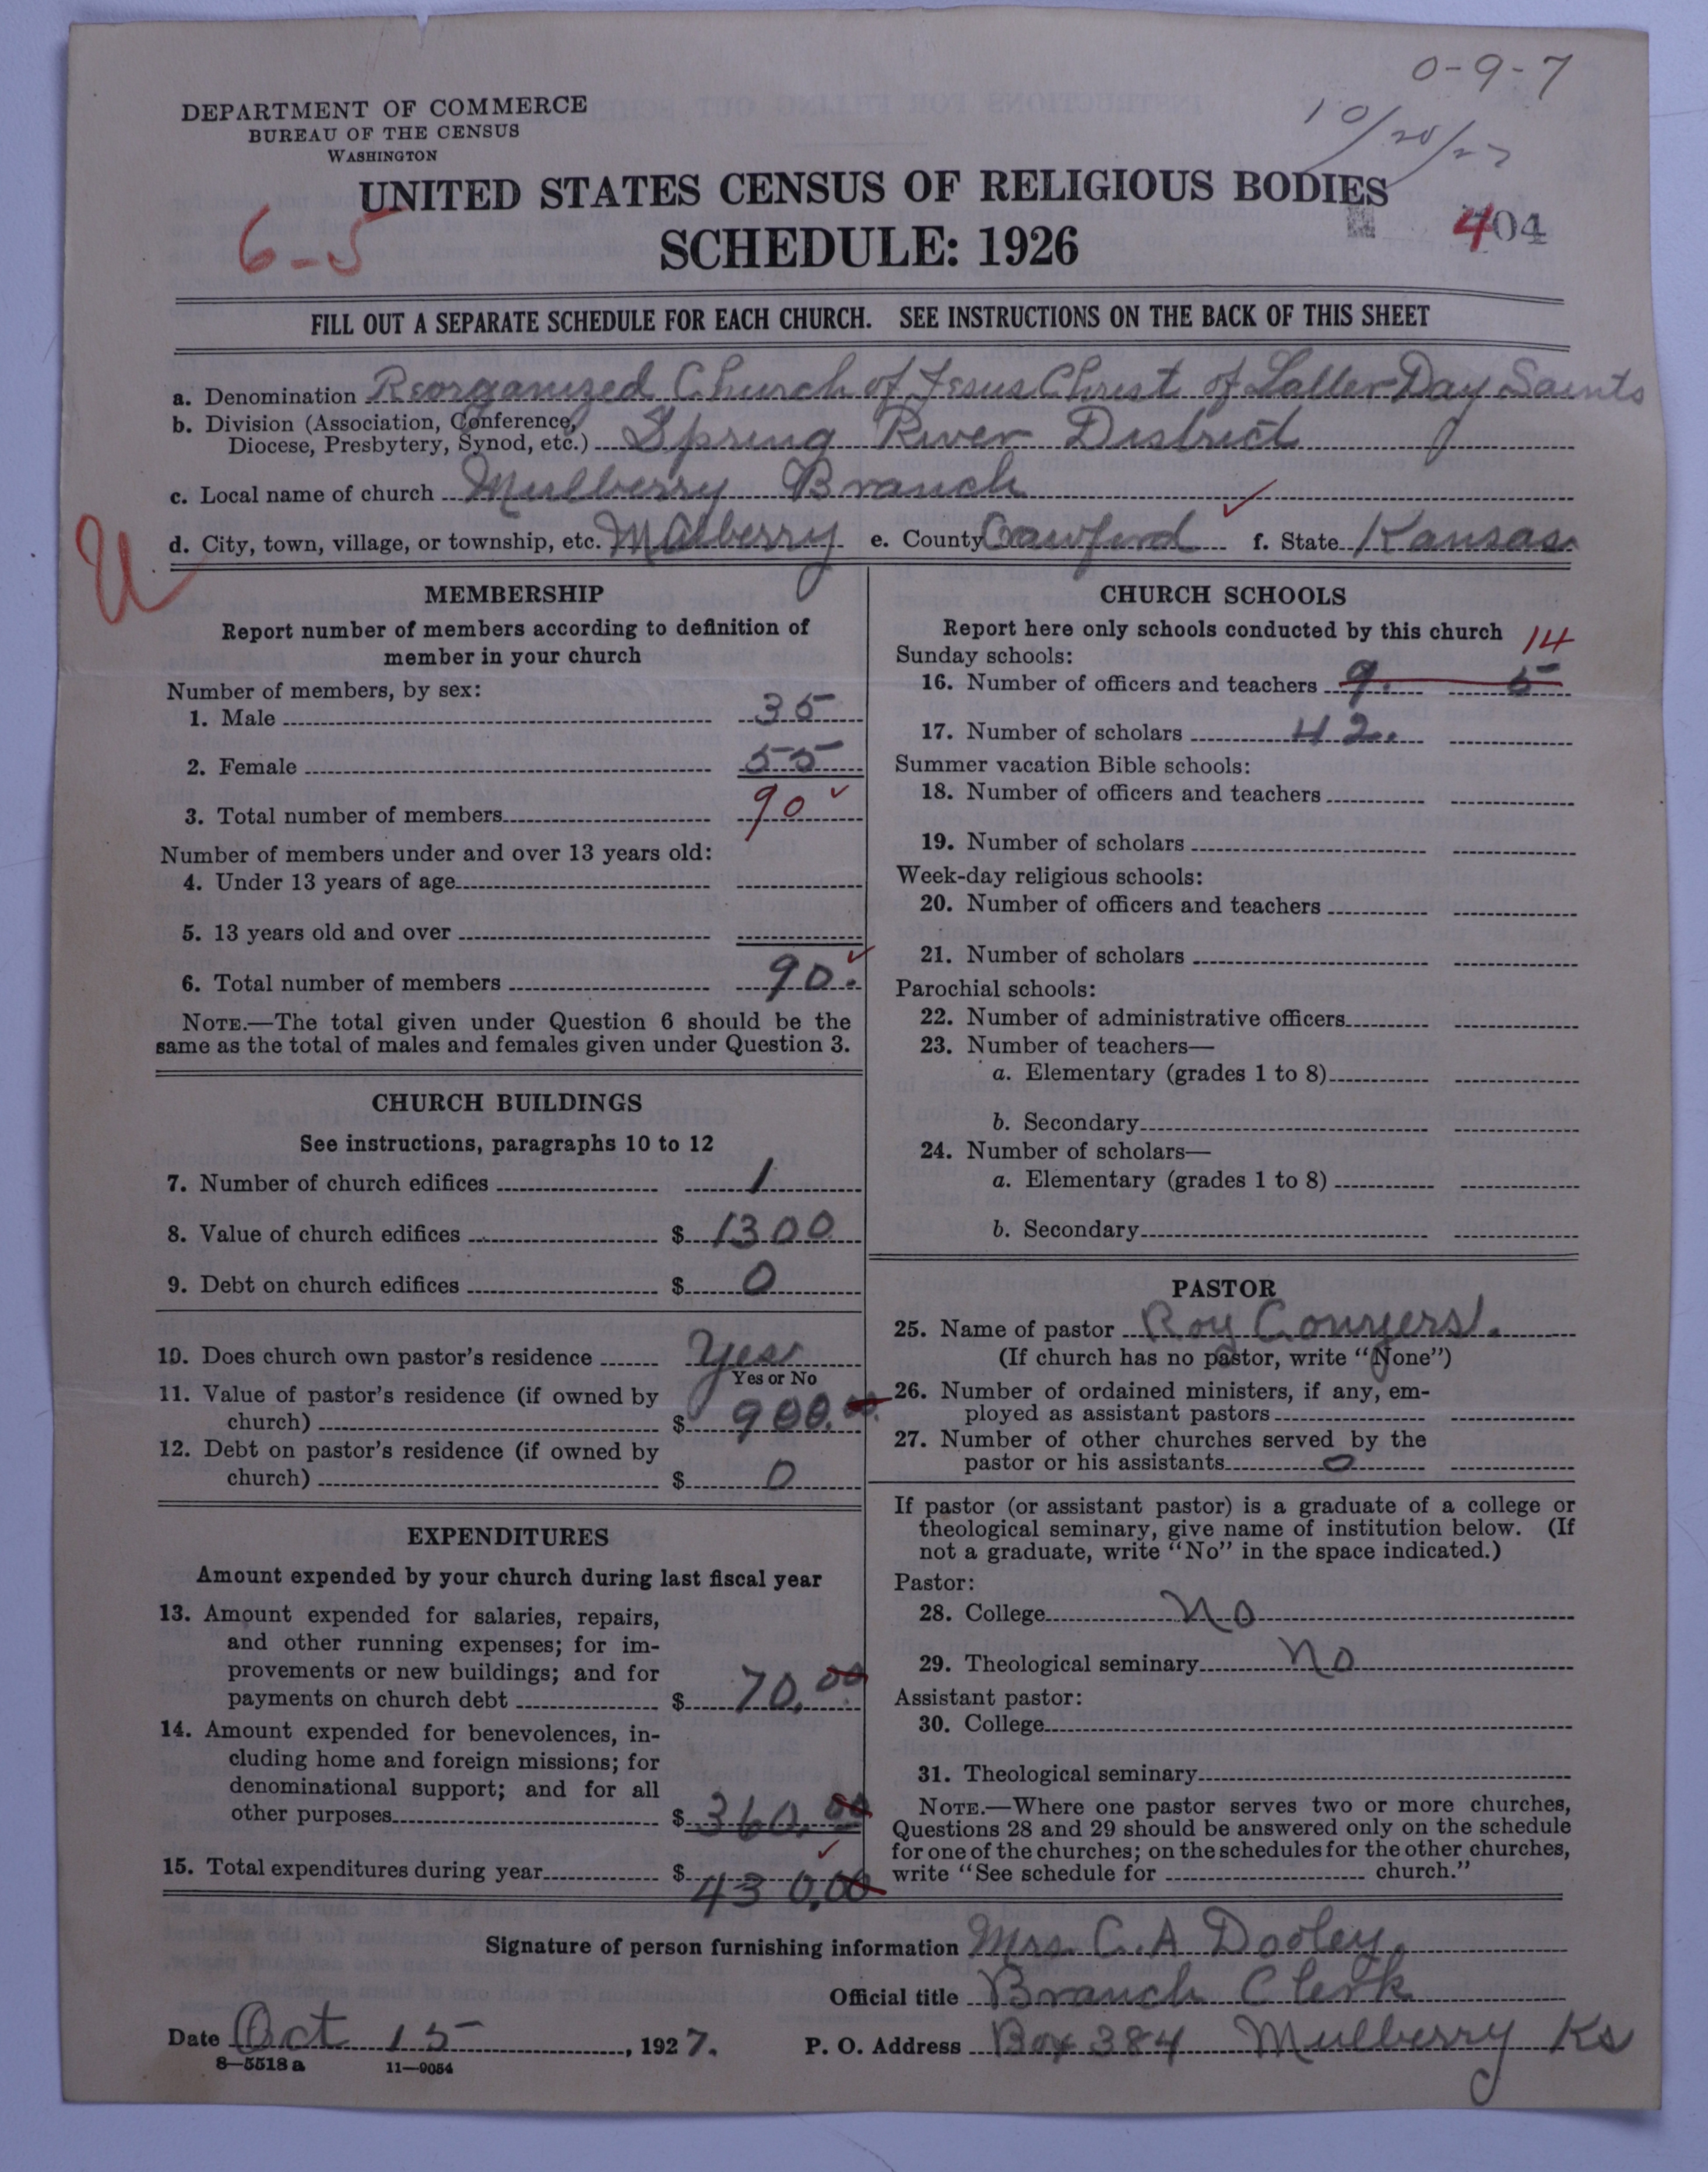 0-9-7
10/20/27
DEPARTMENT OF COMMERCE
BUREAU OF THE CENSUS
WASHINGTON
UNITED STATES CENSUS OF RELIGIOUS BODIES
6-5
SCHEDULE: 1926
404
FILL OUT A SEPARATE SCHEDULE FOR EACH CHURCH. SEE INSTRUCTIONS ON THE BACK OF THIS SHEET
a. Denomination Reorganized Church of Jesus Christ of Latter Day Saints
b. Division (Association, Conference,
Diocese, Presbytery, Synod, etc.) Spring River District
c. Local name of church Mulberry Branch
U
d. City, town, village, or township, etc. Mulberry e. County Crawford f. State Kansas
MEMBERSHIP
Report number of members according to definition of
member in your church
Number of members, by sex:
1. Male 35
2. Female 55
3. Total number of members 90
Number of members under and over 13 years old:
4. Under 13 years of age
5. 13 years old and over
6. Total number of members 90.
NOTE.—The total given under Question 6 should be the
same as the total of males and females given under Question 3.
CHURCH BUILDINGS
See instructions, paragraphs 10 to 12
7. Number of church edifices 1
8. Value of church edifices $ 1300
9. Debt on church edifices $ 0
10. Does church own pastor's residence Yes
Yes or No
11. Value of pastor's residence (if owned by
church) $ 900.00
12. Debt on pastor's residence (if owned by
church) $ 0
EXPENDITURES
Amount expended by your church during last fiscal year
13. Amount expended for salaries, repairs,
and other running expenses; for im-
provements or new buildings; and for
payments on church debt $ 70.00
14. Amount expended for benevolences, in-
cluding home and foreign missions; for
denominational support; and for all
other purposes $ 360.00
15. Total expenditures during year $ 430.00
CHURCH SCHOOLS
Report here only schools conducted by this church
14
Sunday schools:
16. Number of officers and teachers 9. 5
17. Number of scholars 42.
Summer vacation Bible schools:
18. Number of officers and teachers
19. Number of scholars
Week-day religious schools:
20. Number of officers and teachers
21. Number of scholars
Parochial schools:
22. Number of administrative officers
23. Number of teachers—
a. Elementary (grades 1 to 8)
b. Secondary
24. Number of scholars—
a. Elementary (grades 1 to 8)
b. Secondary
PASTOR
25. Name of pastor Roy Conyers.
(If church has no pastor, write "None")
26. Number of ordained ministers, if any, em-
ployed as assistant pastors
27. Number of other churches served by the
pastor or his assistants 0
If pastor (or assistant pastor) is a graduate of a college or
theological seminary, give name of institution below. (If
not a graduate, write "No" in the space indicated.)
Pastor:
28. College No
29. Theological seminary No
Assistant pastor:
30. College
31. Theological seminary
NOTE.—Where one pastor serves two or more churches,
Questions 28 and 29 should be answered only on the schedule
for one of the churches; on the schedules for the other churches,
write "See schedule for church."
Signature of person furnishing information Mrs. C. A Dooley
Official title Branch Clerk
Date Oct 15, 1927. P. O. Address Box 384 Mulberry Ks
8—5518 a 11—9054